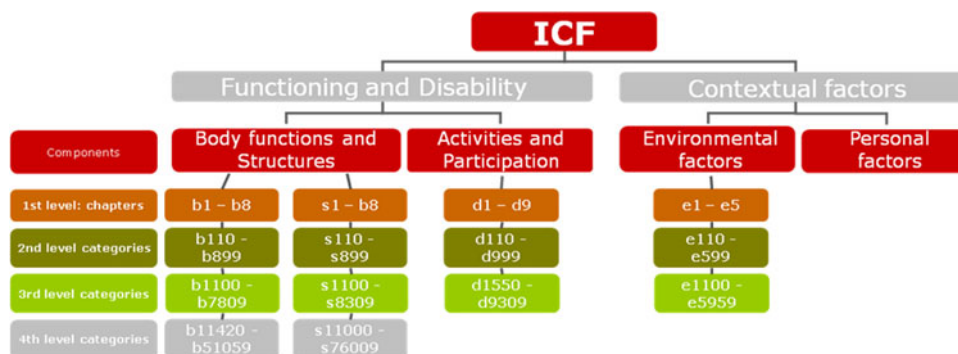 ICF
Functioning and Disability
Contextual factors
Components
Body functions and
Structures
Activities and
Participation
Environmental
factors
Personal
factors
1st level: chapters
b1 – b8
s1 – b8
d1 – d9
e1 – e5
2nd level categories
b110 -
b899
s110 -
s899
d110 -
d999
e110 -
e599
3rd level categories
b1100 -
b7809
s1100 -
s8309
d1550 -
d9309
e1100 -
e5959
4th level categories
b11420 -
b51059
s11000 -
s76009